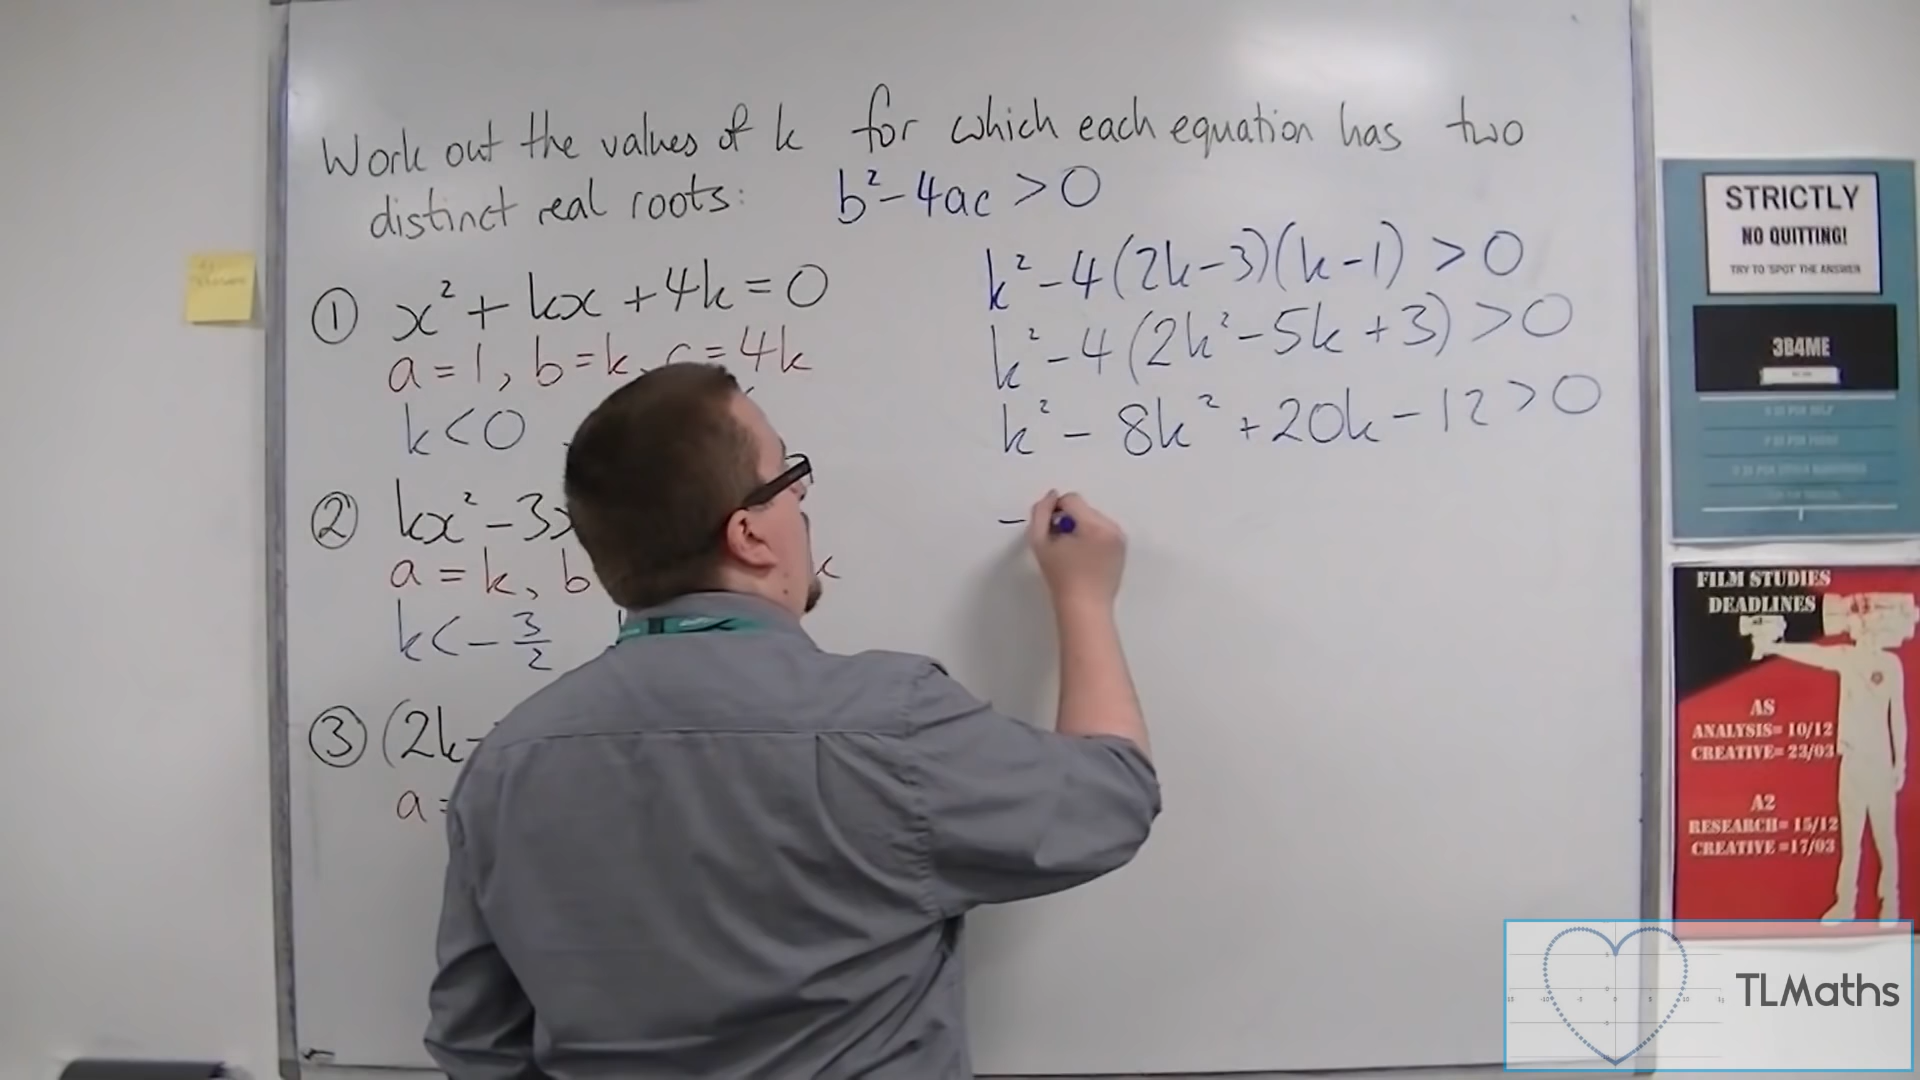 Work out the values of k for which each equation has two
distinct real roots: b² - 4ac > 0
① x² + kx + 4k = 0
a = 1, b = k, c = 4k
k < 0
② kx² - 3x
a = k, b
k < - 3/2
③ (2k -
a =
k² - 4(2k - 3)(k - 1) > 0
k² - 4(2k² - 5k + 3) > 0
k² - 8k² + 20k - 12 > 0
-
STRICTLY
NO QUITTING!
TRY TO 'SPOT' THE ANSWER
3B4ME
FILM STUDIES
DEADLINES
AS
ANALYSIS= 10/12
CREATIVE= 23/03
A2
RESEARCH= 15/12
CREATIVE =17/03
TLMaths